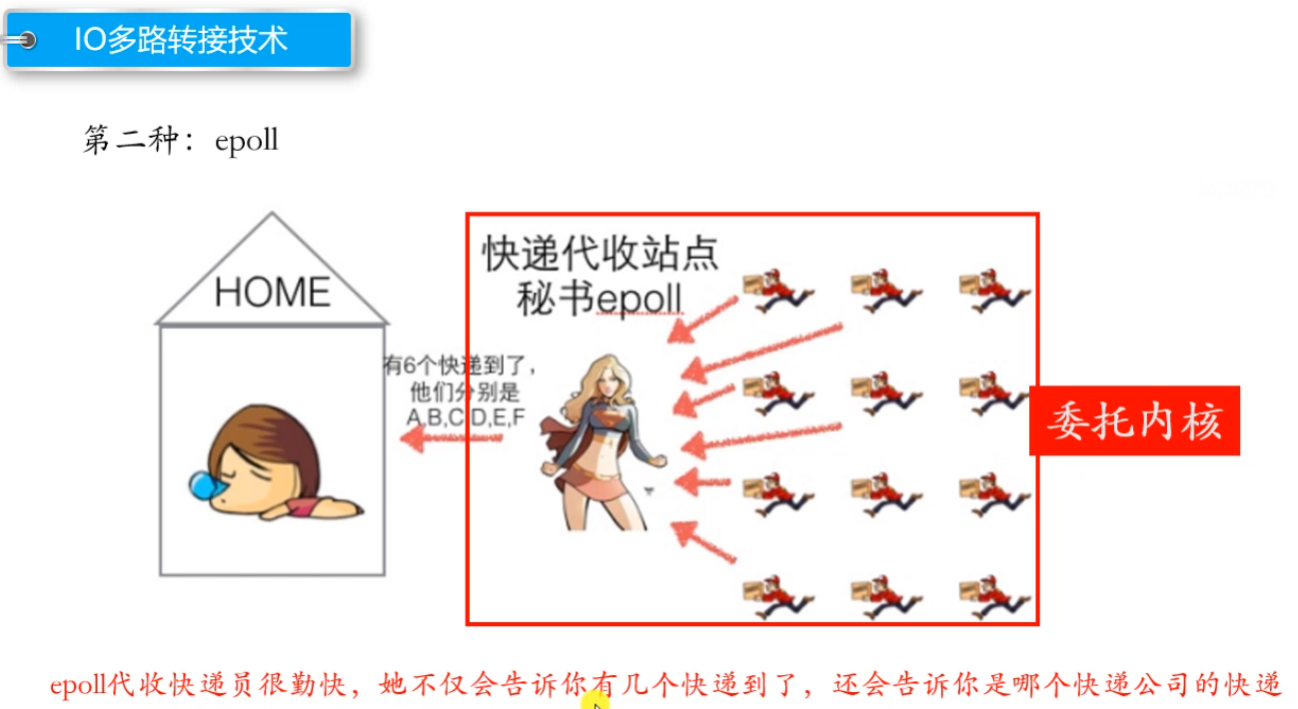 IO多路转接技术
第二种：epoll
HOME
快递代收站点
秘书epoll
有6个快递到了，
他们分别是
A,B,C,D,E,F
委托内核
epoll代收快递员很勤快，她不仅会告诉你有几个快递到了，还会告诉你是哪个快递公司的快递